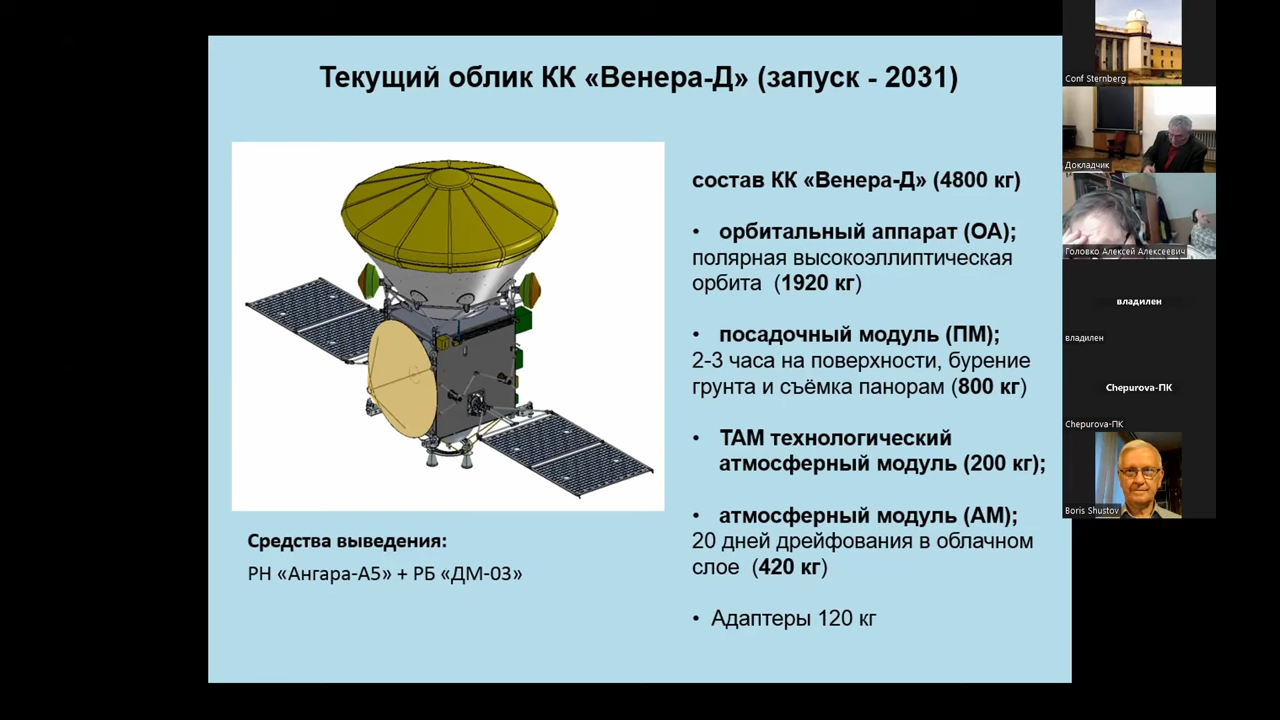 Текущий облик КК «Венера-Д» (запуск - 2031)
состав КК «Венера-Д» (4800 кг)
• орбитальный аппарат (ОА);
полярная высокоэллиптическая
орбита (1920 кг)
• посадочный модуль (ПМ);
2-3 часа на поверхности, бурение
грунта и съёмка панорам (800 кг)
• ТАМ технологический
атмосферный модуль (200 кг);
• атмосферный модуль (АМ);
20 дней дрейфования в облачном
слое (420 кг)
• Адаптеры 120 кг
Средства выведения:
РН «Ангара-А5» + РБ «ДМ-03»
Conf Sternberg
Докладчик
Головко Алексей Алексеевич
владилен
владилен
Chepurova-ПК
Chepurova-ПК
Boris Shustov